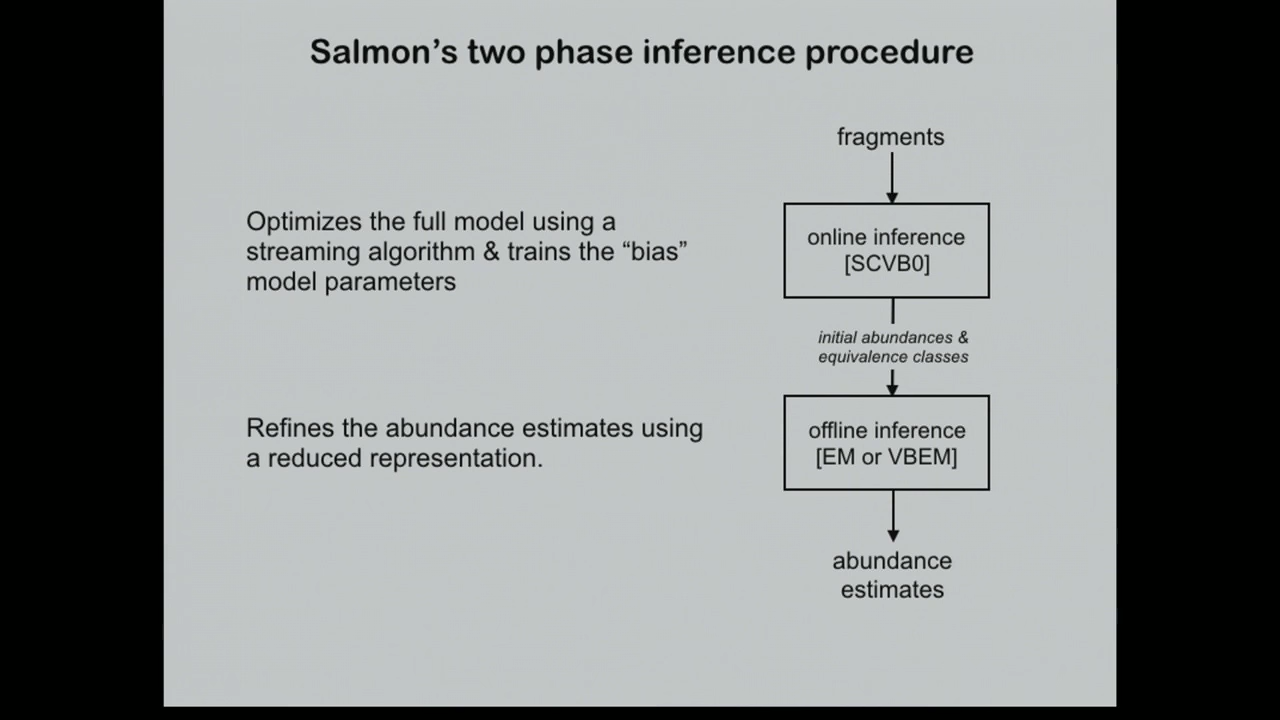 Salmon's two phase inference procedure
fragments
Optimizes the full model using a
streaming algorithm & trains the “bias”
model parameters
online inference
[SCVB0]
initial abundances &
equivalence classes
Refines the abundance estimates using
a reduced representation.
offline inference
[EM or VBEM]
abundance
estimates